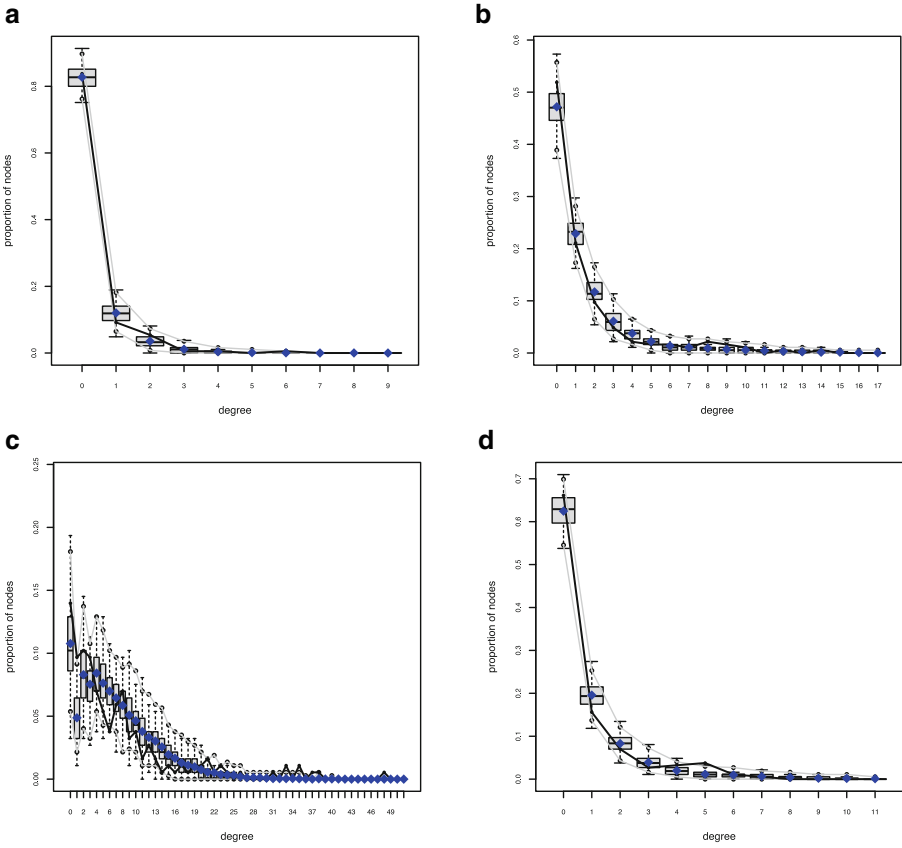 a
proportion of nodes
0.0 0.2 0.4 0.6 0.8
0 1 2 3 4 5 6 7 8 9
degree
b
proportion of nodes
0.0 0.1 0.2 0.3 0.4 0.5 0.6
0 1 2 3 4 5 6 7 8 9 10 11 12 13 14 15 16 17
degree
c
proportion of nodes
0.00 0.05 0.10 0.15 0.20 0.25
0 2 4 6 8 10 13 16 19 22 25 28 31 34 37 40 43 46 49
degree
d
proportion of nodes
0.0 0.1 0.2 0.3 0.4 0.5 0.6 0.7
0 1 2 3 4 5 6 7 8 9 10 11
degree